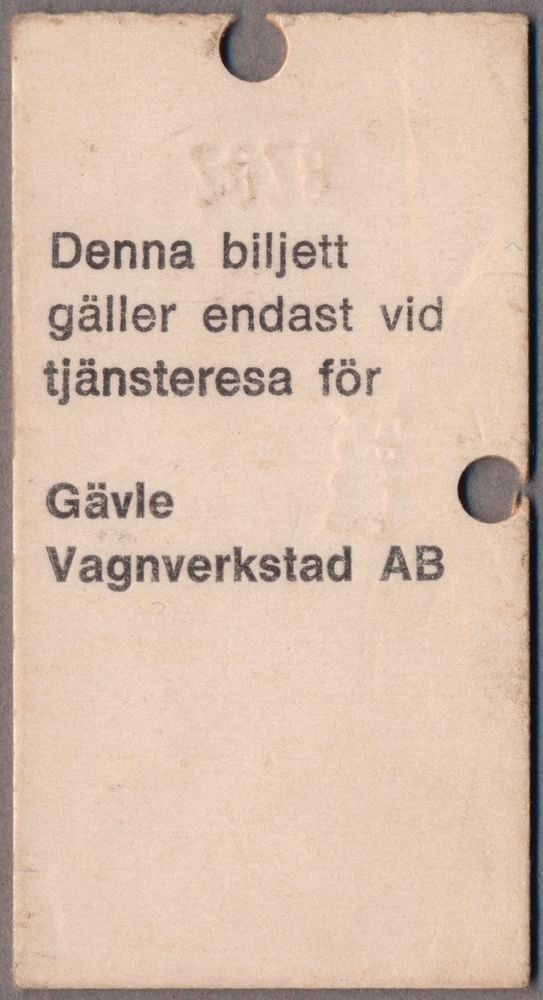 Denna biljett
gäller endast vid
tjänsteresa för
Gävle
Vagnverkstad AB